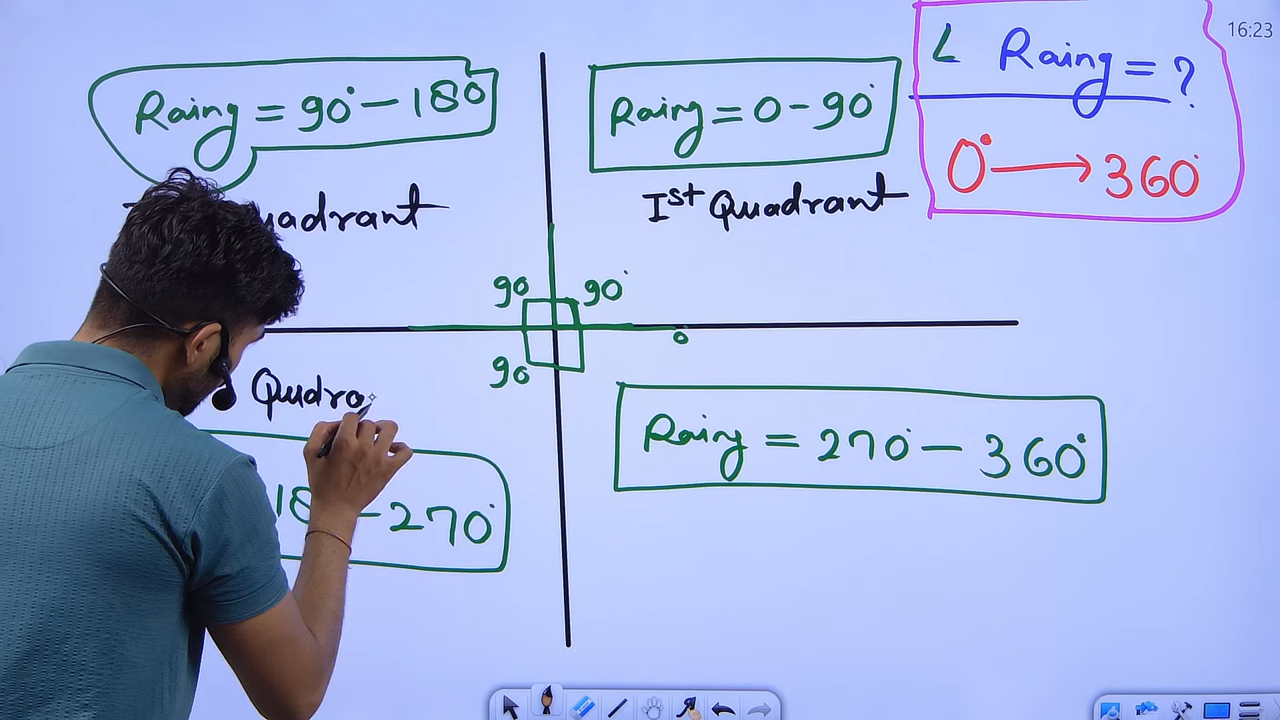 16:23
∠ Raing = ?
0° → 360°
Raing = 90° - 180
Raing = 0 - 90°
uadrant
Ist Quadrant
90 90°
0
90
Qudra
Raing = 270° - 360°
18 - 270°